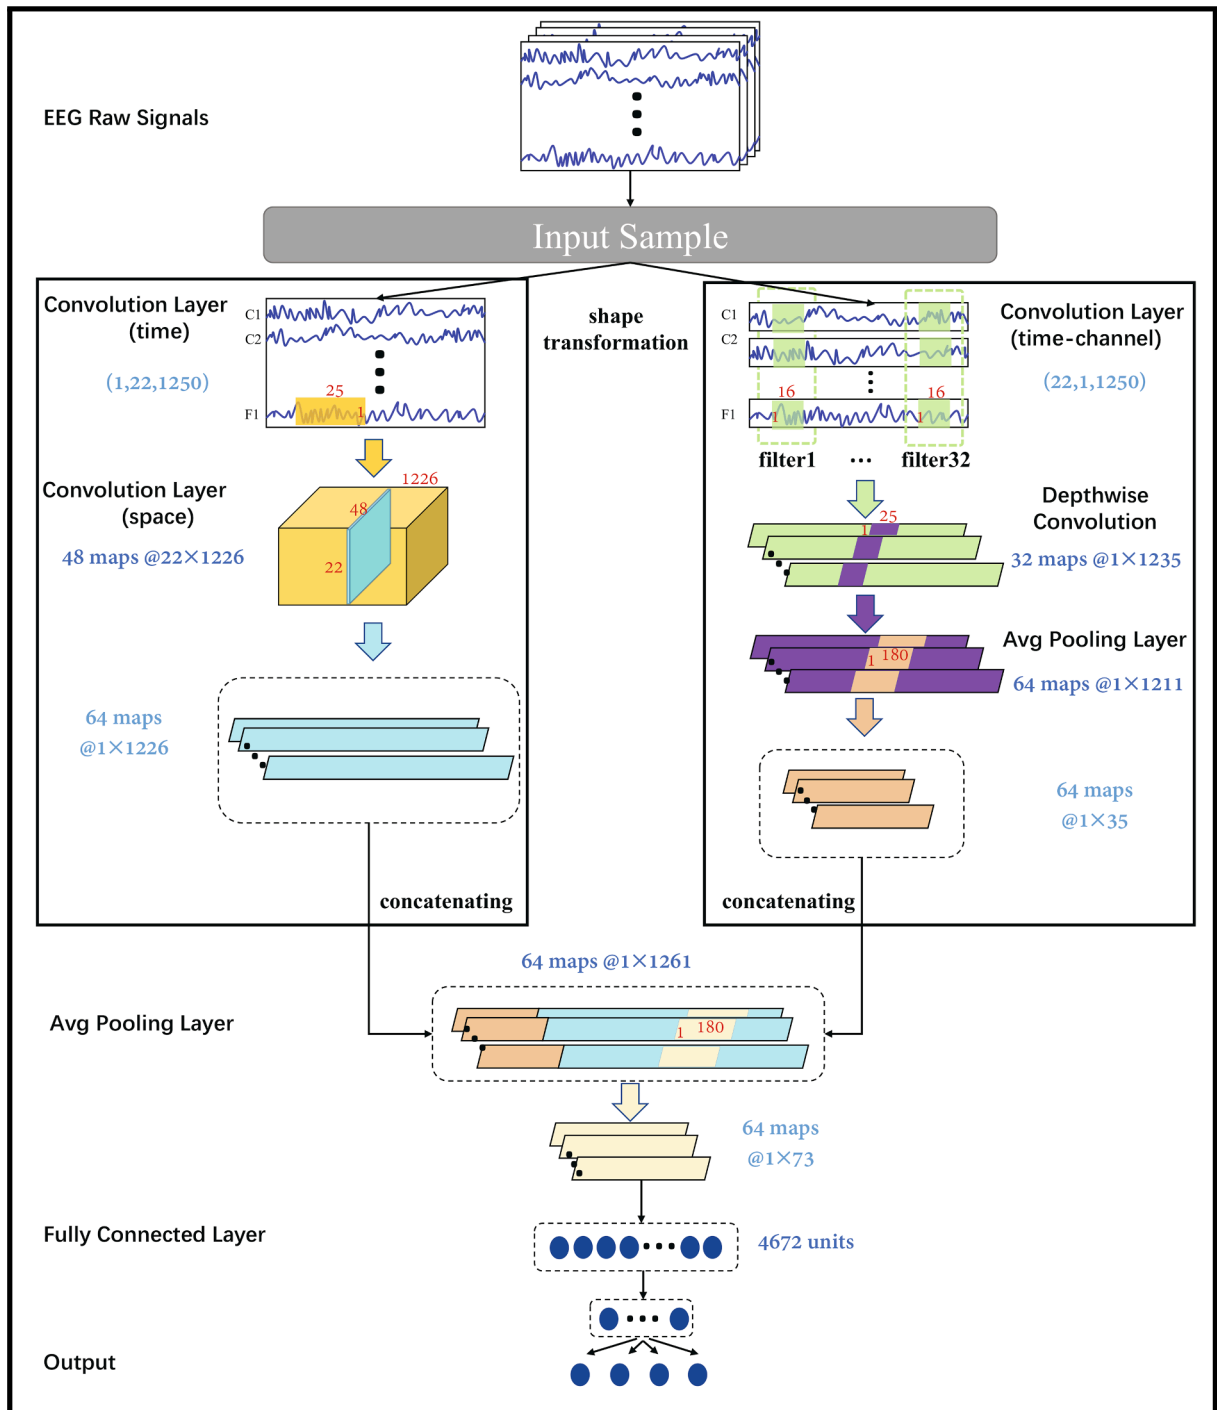 EEG Raw Signals
Input Sample
Convolution Layer
(time)
(1,22,1250)
C1
C2
F1
25
1
shape
transformation
C1
C2
F1
16
1
16
1
filter1 ... filter32
Convolution Layer
(time-channel)
(22,1,1250)
Convolution Layer
(space)
48 maps @22×1226
1226
48
22
Depthwise
Convolution
32 maps @1×1235
25
1
Avg Pooling Layer
64 maps @1×1211
1 180
64 maps
@1×1226
64 maps
@1×35
concatenating
concatenating
64 maps @1×1261
Avg Pooling Layer
1 180
64 maps
@1×73
Fully Connected Layer
4672 units
Output